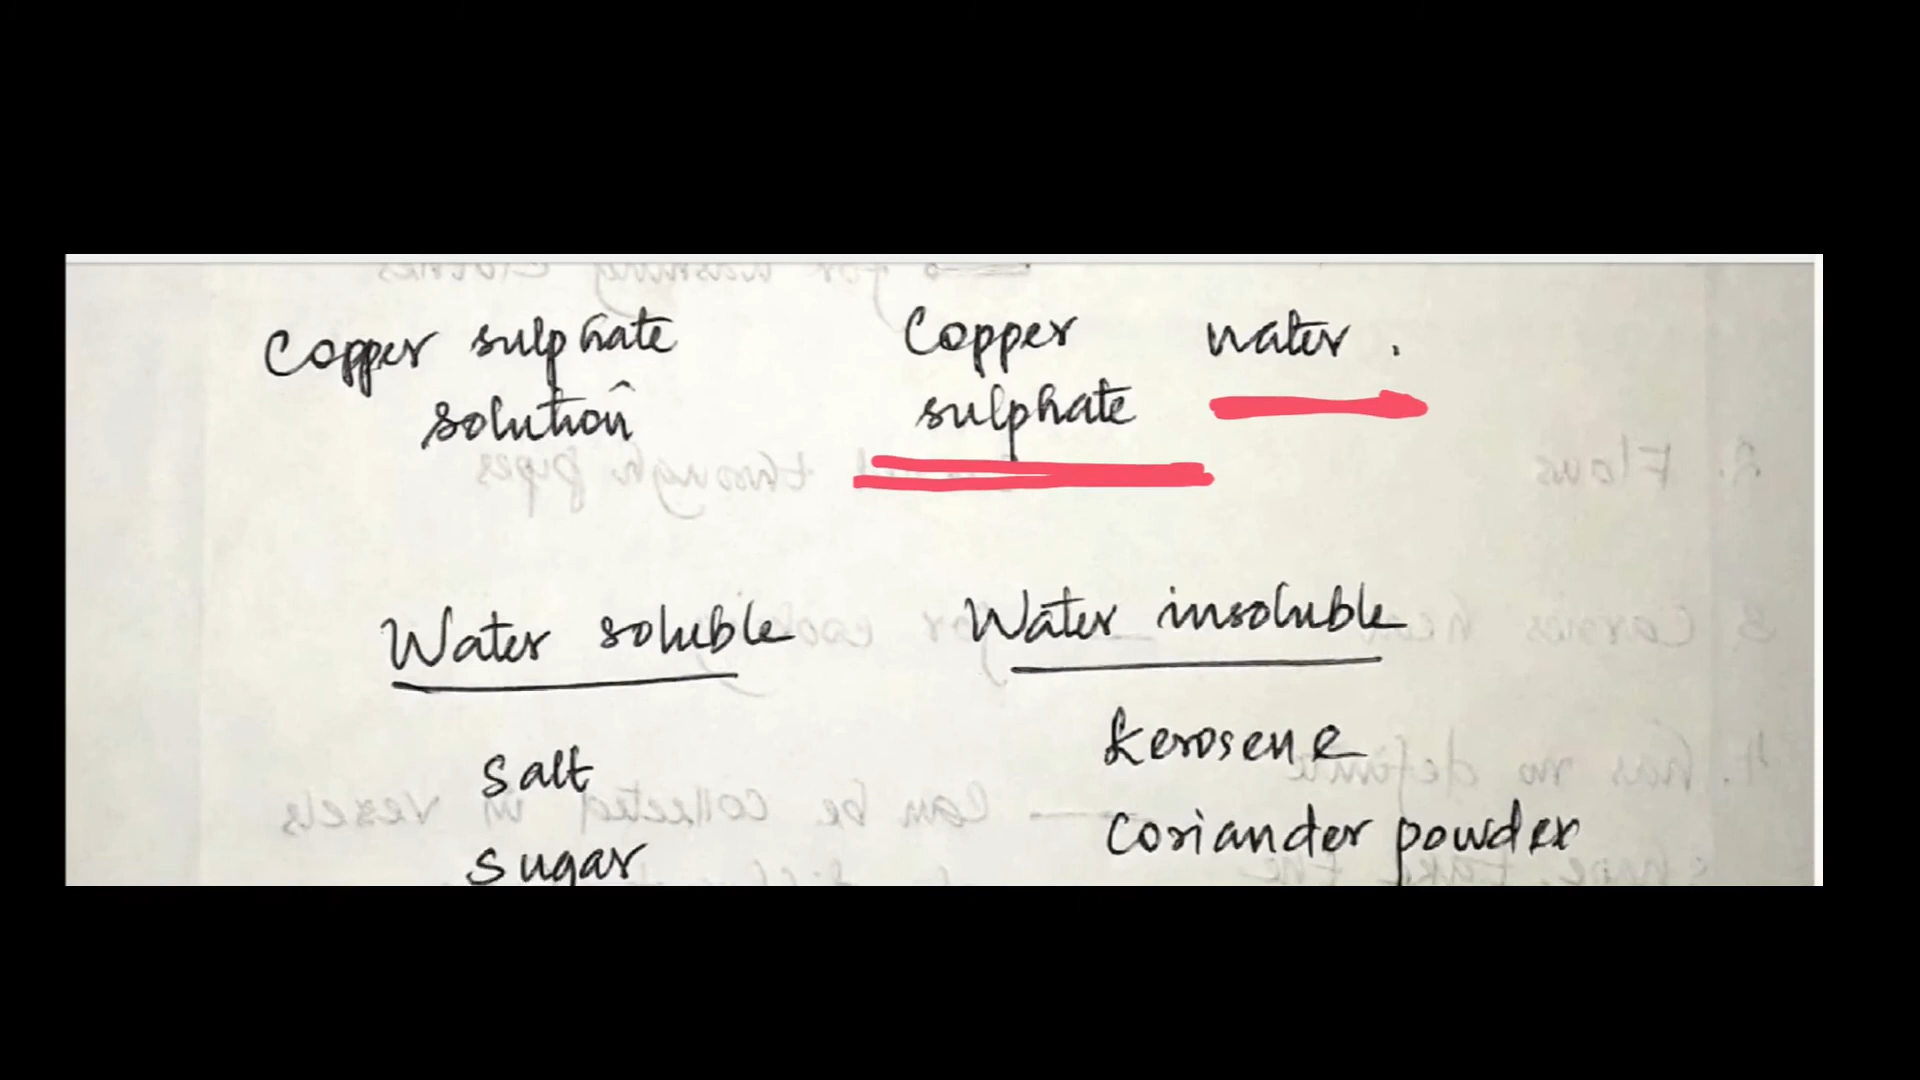 Copper sulphate Copper water.
solution sulphate
Water soluble Water insoluble
Salt kerosene
sugar Coriander powder